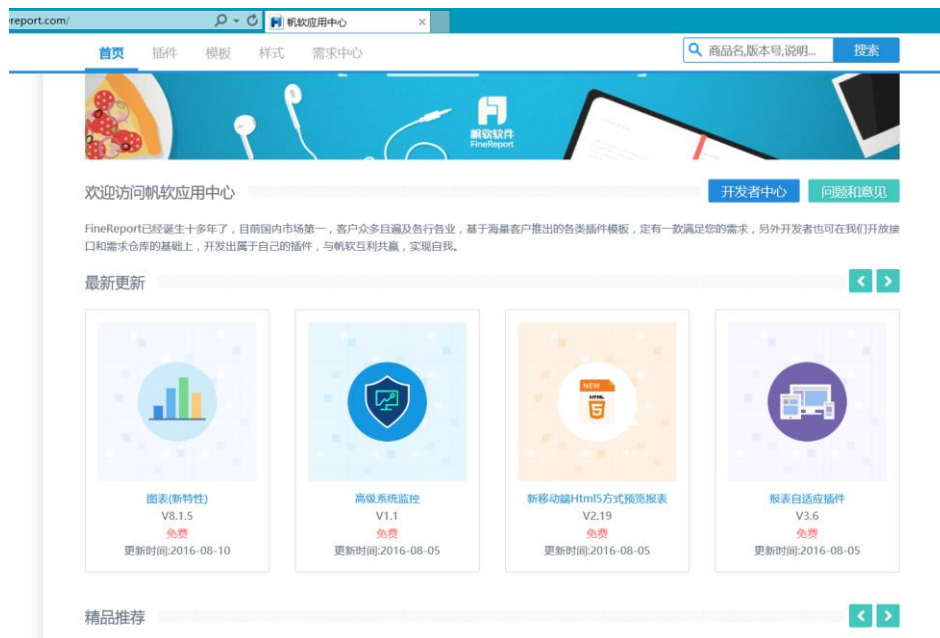 ereport.com/
帆软应用中心
首页 插件 模板 样式 需求中心
商品名,版本号,说明... 搜索
帆软软件
FineReport
欢迎访问帆软应用中心 开发者中心 问题和意见
FineReport已经诞生十多年了，目前国内市场第一，客户众多且遍及各行各业，基于海量客户推出的各类插件模板，定有一款满足您的需求，另外开发者也可在我们开放接
口和需求仓库的基础上，开发出属于自己的插件，与帆软互利共赢，实现自我。
最新更新
NEW
HTML
5
图表(新特性) 高级系统监控 新移动端Html5方式预览报表 报表自适应插件
V8.1.5 V1.1 V2.19 V3.6
免费 免费 免费 免费
更新时间:2016-08-10 更新时间:2016-08-05 更新时间:2016-08-05 更新时间:2016-08-05
精品推荐